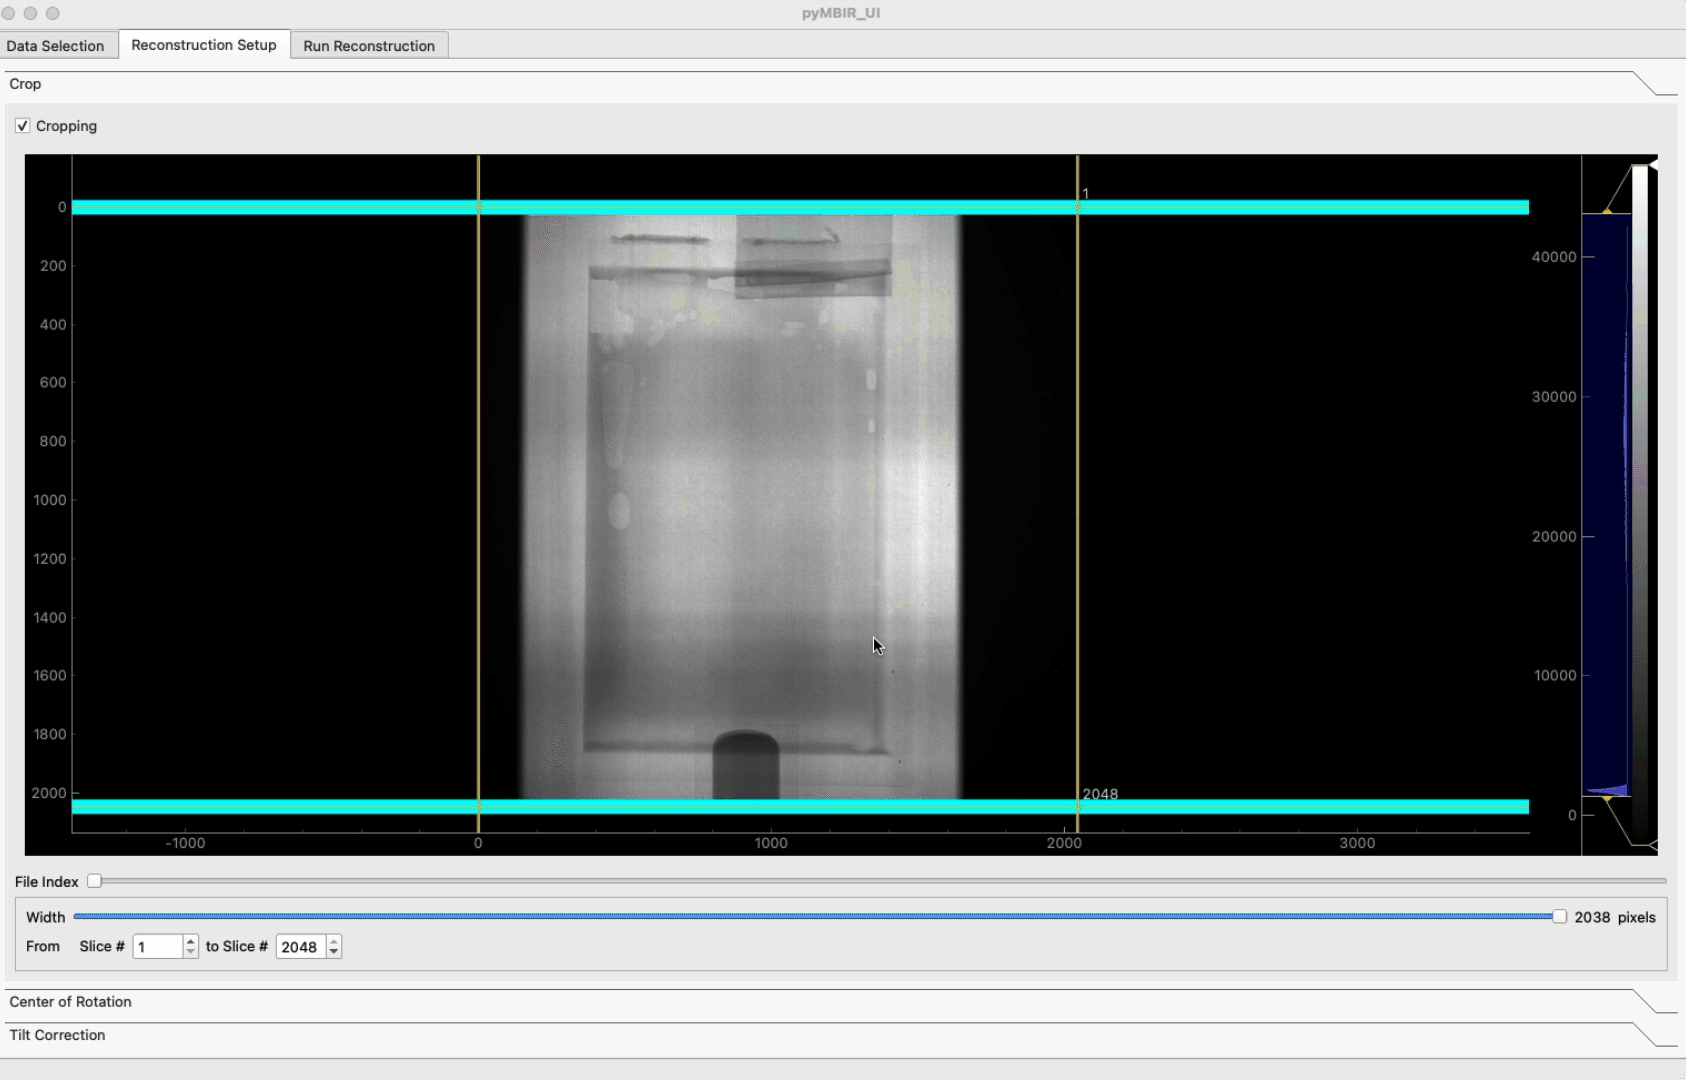 pyMBIR_UI
Data Selection Reconstruction Setup Run Reconstruction
Crop
Cropping
1
0
200
400
600
800
1000
1200
1400
1600
1800
2000
2048
-1000 0 1000 2000 3000
40000
30000
20000
10000
0
File Index
Width 2038 pixels
From Slice # 1 to Slice # 2048
Center of Rotation
Tilt Correction